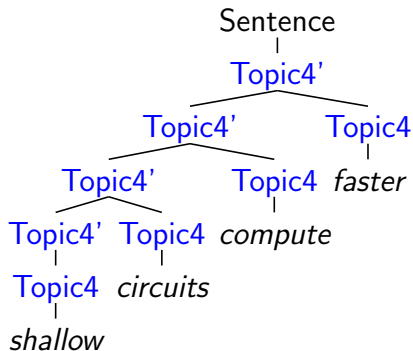 Sentence
Topic4'
Topic4' Topic4
Topic4' Topic4 faster
Topic4' Topic4 compute
Topic4 circuits
shallow